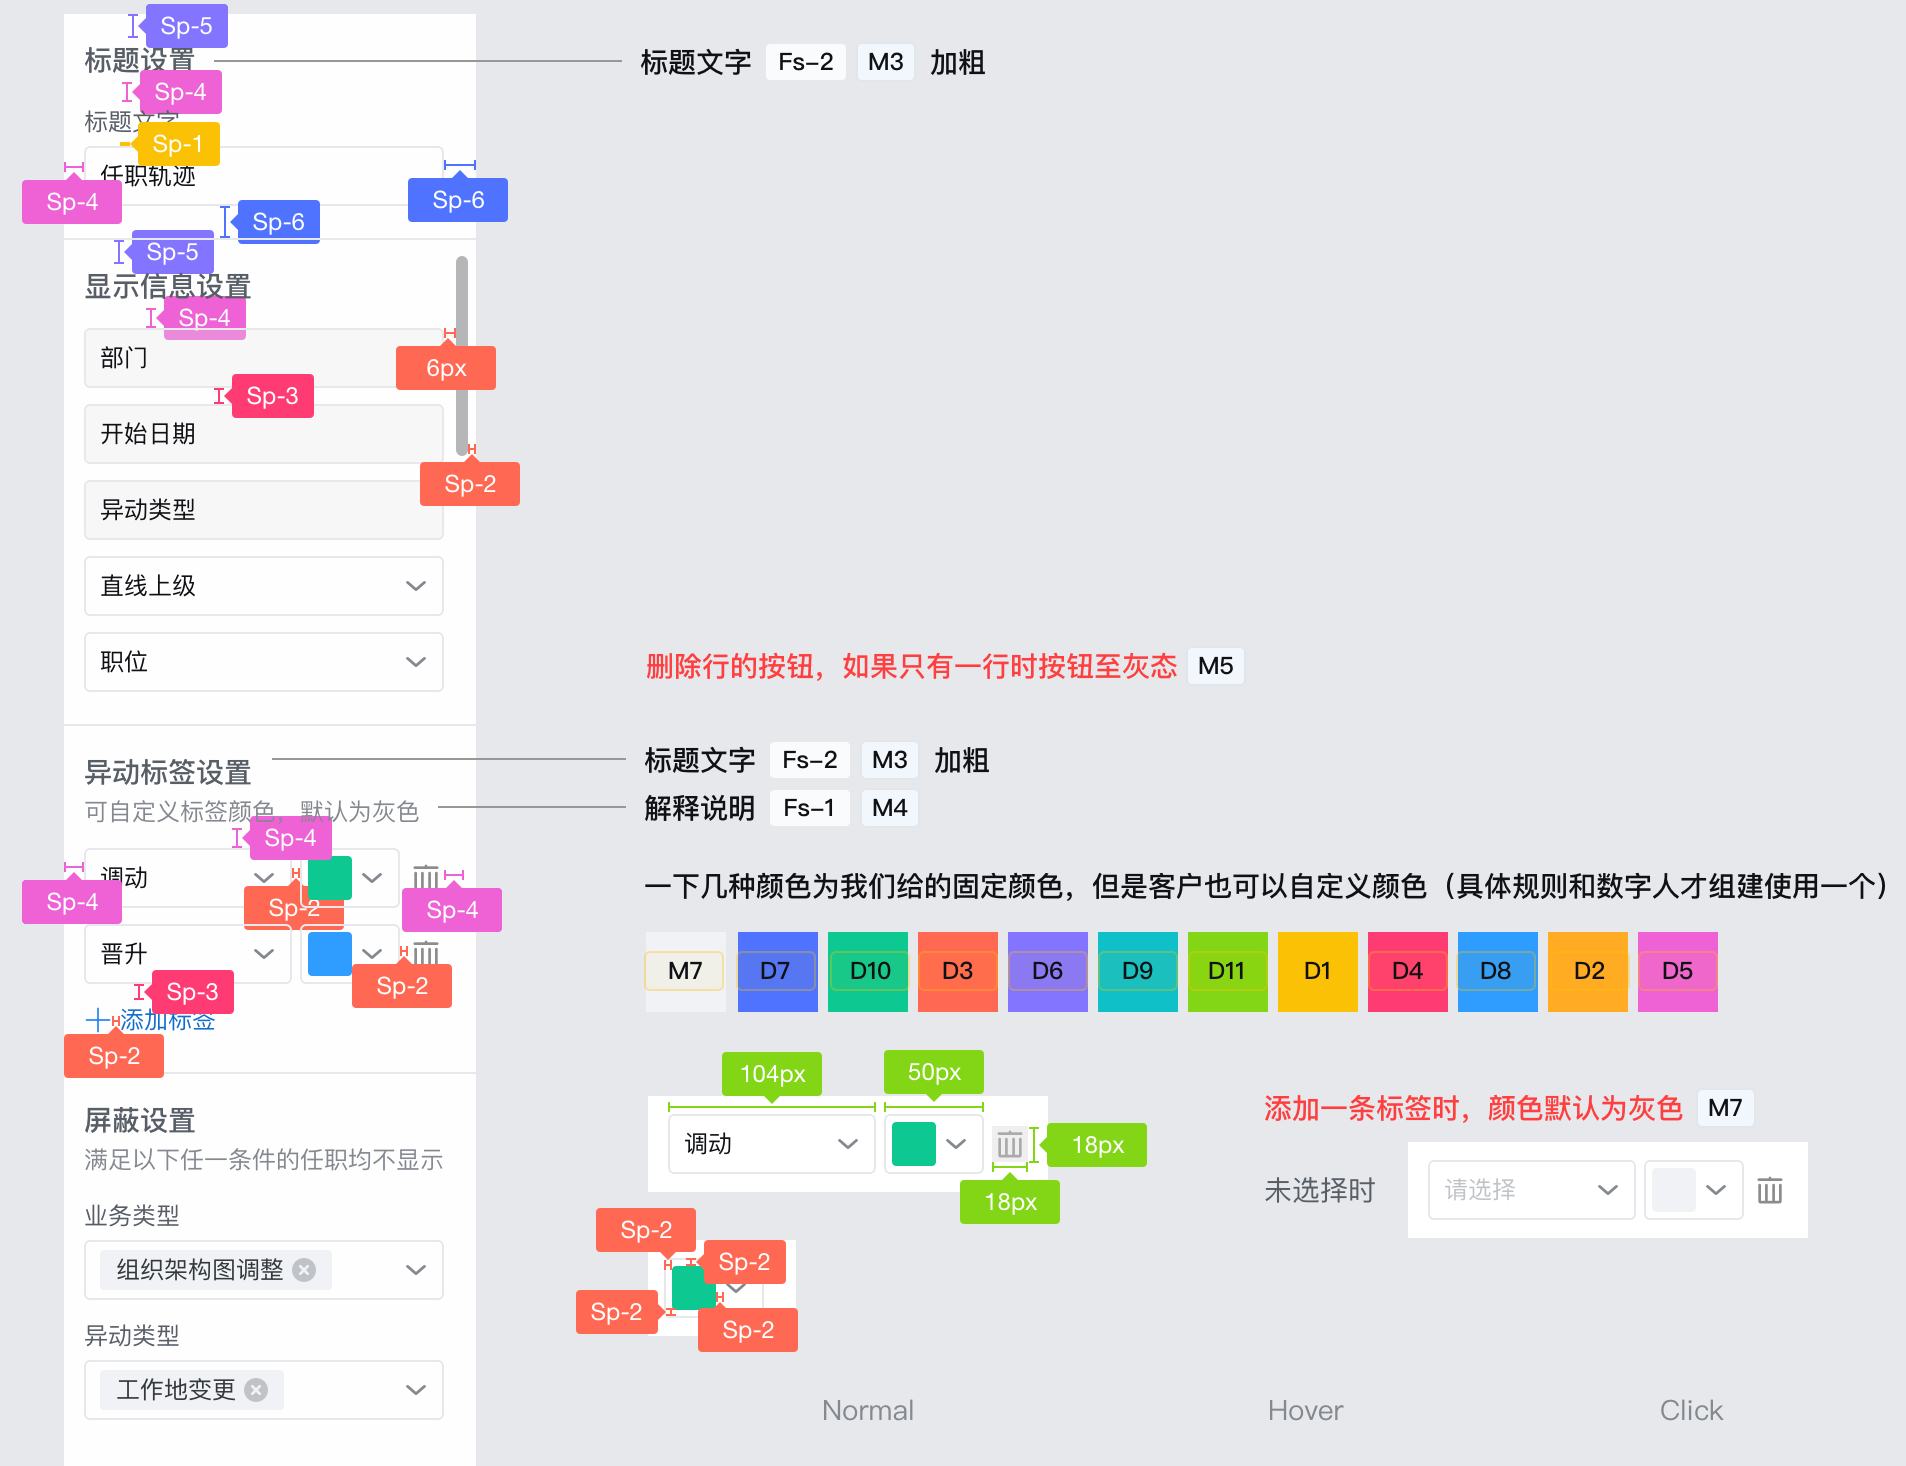 Sp-5
标题设置
标题文字 Fs-2 M3 加粗
Sp-4
标题文字
Sp-1
任职轨迹
Sp-4
Sp-6
Sp-6
Sp-5
显示信息设置
Sp-4
部门
6px
Sp-3
开始日期
Sp-2
异动类型
直线上级
职位
删除行的按钮，如果只有一行时按钮至灰态 M5
异动标签设置
标题文字 Fs-2 M3 加粗
可自定义标签颜色，默认为灰色
解释说明 Fs-1 M4
Sp-4
调动
Sp-4
Sp-2
Sp-4
一下几种颜色为我们给的固定颜色，但是客户也可以自定义颜色（具体规则和数字人才组建使用一个）
晋升
Sp-2
Sp-3
M7 D7 D10 D3 D6 D9 D11 D1 D4 D8 D2 D5
添加标签
Sp-2
104px 50px
调动
18px
18px
添加一条标签时，颜色默认为灰色 M7
未选择时 请选择
屏蔽设置
满足以下任一条件的任职均不显示
业务类型
组织架构图调整
Sp-2
Sp-2
Sp-2
Sp-2
异动类型
工作地变更
Normal Hover Click